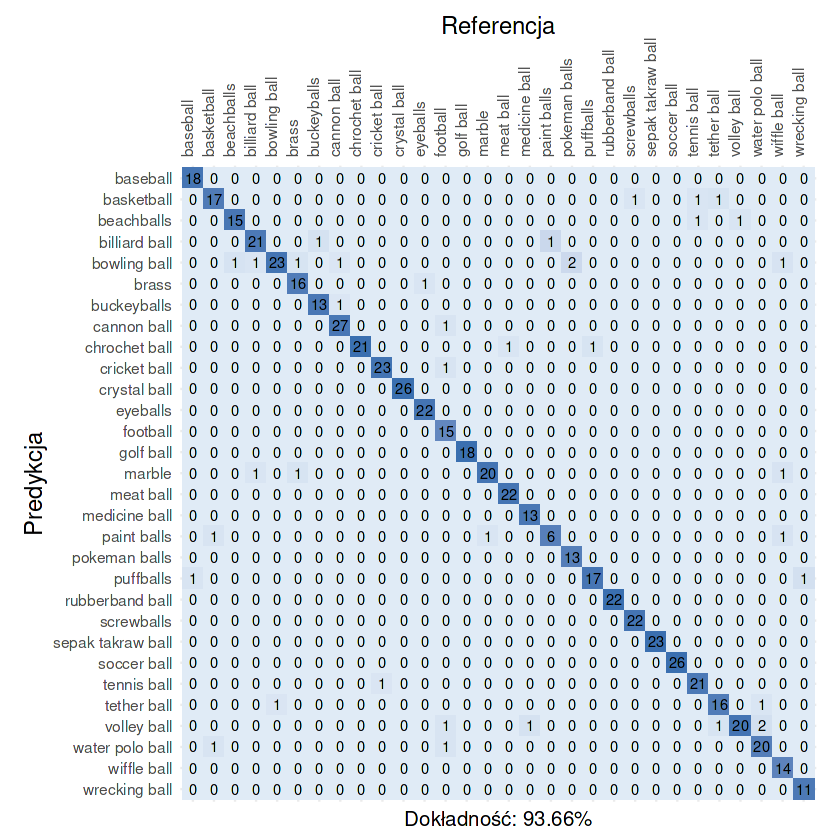 Referencja
baseball basketball beachballs billiard ball bowling ball brass buckeyballs cannon ball chrochet ball cricket ball crystal ball eyeballs football golf ball marble meat ball medicine ball paint balls pokeman balls puffballs rubberband ball screwballs sepak takraw ball soccer ball tennis ball tether ball volley ball water polo ball wiffle ball wrecking ball
Predykcja
baseball 18 0 0 0 0 0 0 0 0 0 0 0 0 0 0 0 0 0 0 0 0 0 0 0 0 0 0 0 0 0
basketball 0 17 0 0 0 0 0 0 0 0 0 0 0 0 0 0 0 0 0 0 0 1 0 0 1 1 0 0 0 0
beachballs 0 0 15 0 0 0 0 0 0 0 0 0 0 0 0 0 0 0 0 0 0 0 0 0 1 0 1 0 0 0
billiard ball 0 0 0 21 0 0 1 0 0 0 0 0 0 0 0 0 0 1 0 0 0 0 0 0 0 0 0 0 0 0
bowling ball 0 0 1 1 23 1 0 1 0 0 0 0 0 0 0 0 0 0 2 0 0 0 0 0 0 0 0 0 1 0
brass 0 0 0 0 0 16 0 0 0 0 0 1 0 0 0 0 0 0 0 0 0 0 0 0 0 0 0 0 0 0
buckeyballs 0 0 0 0 0 0 13 1 0 0 0 0 0 0 0 0 0 0 0 0 0 0 0 0 0 0 0 0 0 0
cannon ball 0 0 0 0 0 0 0 27 0 0 0 0 1 0 0 0 0 0 0 0 0 0 0 0 0 0 0 0 0 0
chrochet ball 0 0 0 0 0 0 0 0 21 0 0 0 0 0 0 1 0 0 0 1 0 0 0 0 0 0 0 0 0 0
cricket ball 0 0 0 0 0 0 0 0 0 23 0 0 1 0 0 0 0 0 0 0 0 0 0 0 0 0 0 0 0 0
crystal ball 0 0 0 0 0 0 0 0 0 0 26 0 0 0 0 0 0 0 0 0 0 0 0 0 0 0 0 0 0 0
eyeballs 0 0 0 0 0 0 0 0 0 0 0 22 0 0 0 0 0 0 0 0 0 0 0 0 0 0 0 0 0 0
football 0 0 0 0 0 0 0 0 0 0 0 0 15 0 0 0 0 0 0 0 0 0 0 0 0 0 0 0 0 0
golf ball 0 0 0 0 0 0 0 0 0 0 0 0 0 18 0 0 0 0 0 0 0 0 0 0 0 0 0 0 0 0
marble 0 0 0 1 0 1 0 0 0 0 0 0 0 0 20 0 0 0 0 0 0 0 0 0 0 0 0 0 1 0
meat ball 0 0 0 0 0 0 0 0 0 0 0 0 0 0 0 22 0 0 0 0 0 0 0 0 0 0 0 0 0 0
medicine ball 0 0 0 0 0 0 0 0 0 0 0 0 0 0 0 0 13 0 0 0 0 0 0 0 0 0 0 0 0 0
paint balls 0 1 0 0 0 0 0 0 0 0 0 0 0 0 1 0 0 6 0 0 0 0 0 0 0 0 0 0 1 0
pokeman balls 0 0 0 0 0 0 0 0 0 0 0 0 0 0 0 0 0 0 13 0 0 0 0 0 0 0 0 0 0 0
puffballs 1 0 0 0 0 0 0 0 0 0 0 0 0 0 0 0 0 0 0 17 0 0 0 0 0 0 0 0 0 1
rubberband ball 0 0 0 0 0 0 0 0 0 0 0 0 0 0 0 0 0 0 0 0 22 0 0 0 0 0 0 0 0 0
screwballs 0 0 0 0 0 0 0 0 0 0 0 0 0 0 0 0 0 0 0 0 0 22 0 0 0 0 0 0 0 0
sepak takraw ball 0 0 0 0 0 0 0 0 0 0 0 0 0 0 0 0 0 0 0 0 0 0 23 0 0 0 0 0 0 0
soccer ball 0 0 0 0 0 0 0 0 0 0 0 0 0 0 0 0 0 0 0 0 0 0 0 26 0 0 0 0 0 0
tennis ball 0 0 0 0 0 0 0 0 0 1 0 0 0 0 0 0 0 0 0 0 0 0 0 0 21 0 0 0 0 0
tether ball 0 0 0 0 1 0 0 0 0 0 0 0 0 0 0 0 0 0 0 0 0 0 0 0 0 16 0 1 0 0
volley ball 0 0 0 0 0 0 0 0 0 0 0 0 1 0 0 0 1 0 0 0 0 0 0 0 0 1 20 2 0 0
water polo ball 0 1 0 0 0 0 0 0 0 0 0 0 1 0 0 0 0 0 0 0 0 0 0 0 0 0 0 20 0 0
wiffle ball 0 0 0 0 0 0 0 0 0 0 0 0 0 0 0 0 0 0 0 0 0 0 0 0 0 0 0 0 14 0
wrecking ball 0 0 0 0 0 0 0 0 0 0 0 0 0 0 0 0 0 0 0 0 0 0 0 0 0 0 0 0 0 11
Dokładność: 93.66%